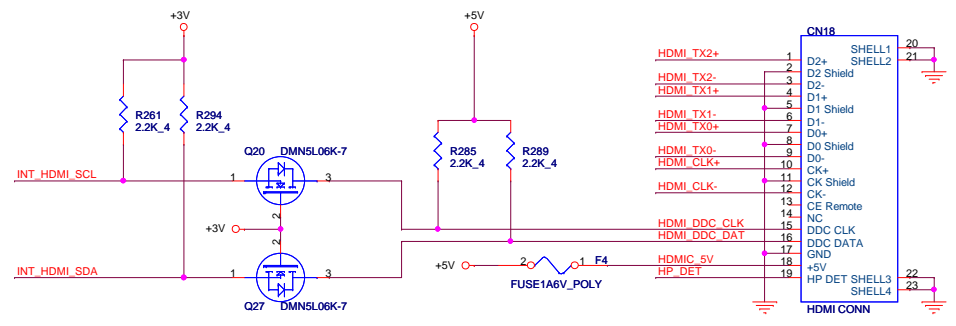 +3V
+5V
CN18
R261
2.2K_4
R294
2.2K_4
R285
2.2K_4
R289
2.2K_4
Q20 DMN5L06K-7
INT_HDMI_SCL
1
3
2
+3V
2
INT_HDMI_SDA
1
3
Q27 DMN5L06K-7
+5V
2
1
F4
FUSE1A6V_POLY
HDMI_TX2+
HDMI_TX2-
HDMI_TX1+
HDMI_TX1-
HDMI_TX0+
HDMI_TX0-
HDMI_CLK+
HDMI_CLK-
HDMI_DDC_CLK
HDMI_DDC_DAT
HDMIC_5V
HP_DET
1 D2+
2 D2 Shield
3 D2-
4 D1+
5 D1 Shield
6 D1-
7 D0+
8 D0 Shield
9 D0-
10 CK+
11 CK Shield
12 CK-
13 CE Remote
14 NC
15 DDC CLK
16 DDC DATA
17 GND
18 +5V
19 HP DET
SHELL1 20
SHELL2 21
SHELL3 22
SHELL4 23
HDMI CONN